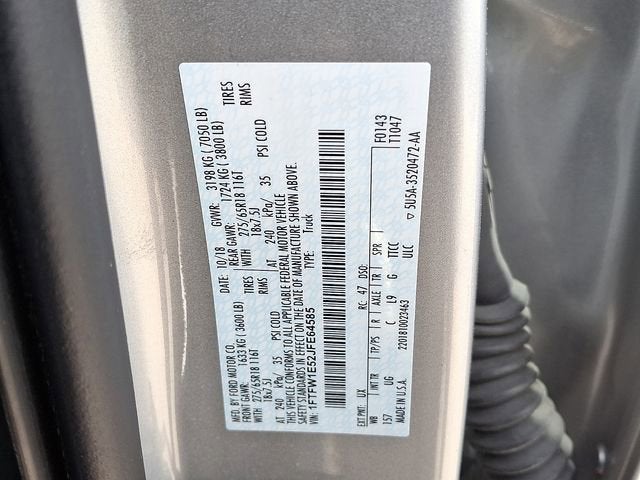 MFD. BY FORD MOTOR CO.
DATE: 10/18 GVWR: 3198 KG ( 7050 LB)
FRONT GAWR: 1633 KG ( 3600 LB) REAR GAWR: 1724 KG ( 3800 LB)
WITH 275/65R18 116T TIRES WITH 275/65R18 116T TIRES
18x7.5J RIMS 18x7.5J RIMS
AT 240 kPa/ 35 PSI COLD AT 240 kPa/ 35 PSI COLD
THIS VEHICLE CONFORMS TO ALL APPLICABLE FEDERAL MOTOR VEHICLE
SAFETY STANDARDS IN EFFECT ON THE DATE OF MANUFACTURE SHOWN ABOVE.
VIN: 1FTFW1E52JFE64585 TYPE: Truck
F0143
T1047
EXT PNT: UX RC: 47 DSO:
WB INT TR TP/PS R AXLE TR SPR
157 UG C L9 G TTCC
ULC
MADE IN U.S.A. 2201810023463
▽ 5U5A-3520472-AA